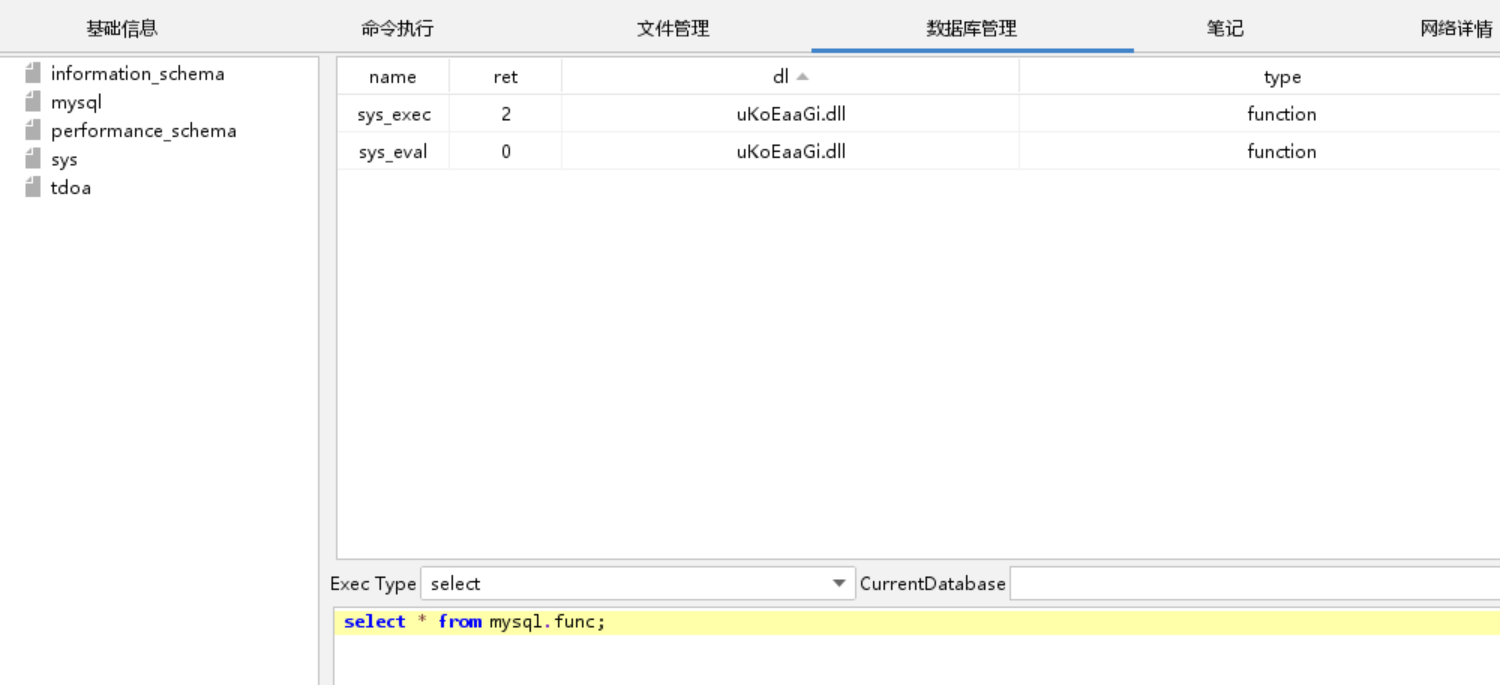 基础信息 命令执行 文件管理 数据库管理 笔记 网络详情
information_schema
mysql
performance_schema
sys
tdoa
name ret dl type
sys_exec 2 uKoEaaGi.dll function
sys_eval 0 uKoEaaGi.dll function
Exec Type select CurrentDatabase
select * from mysql.func;